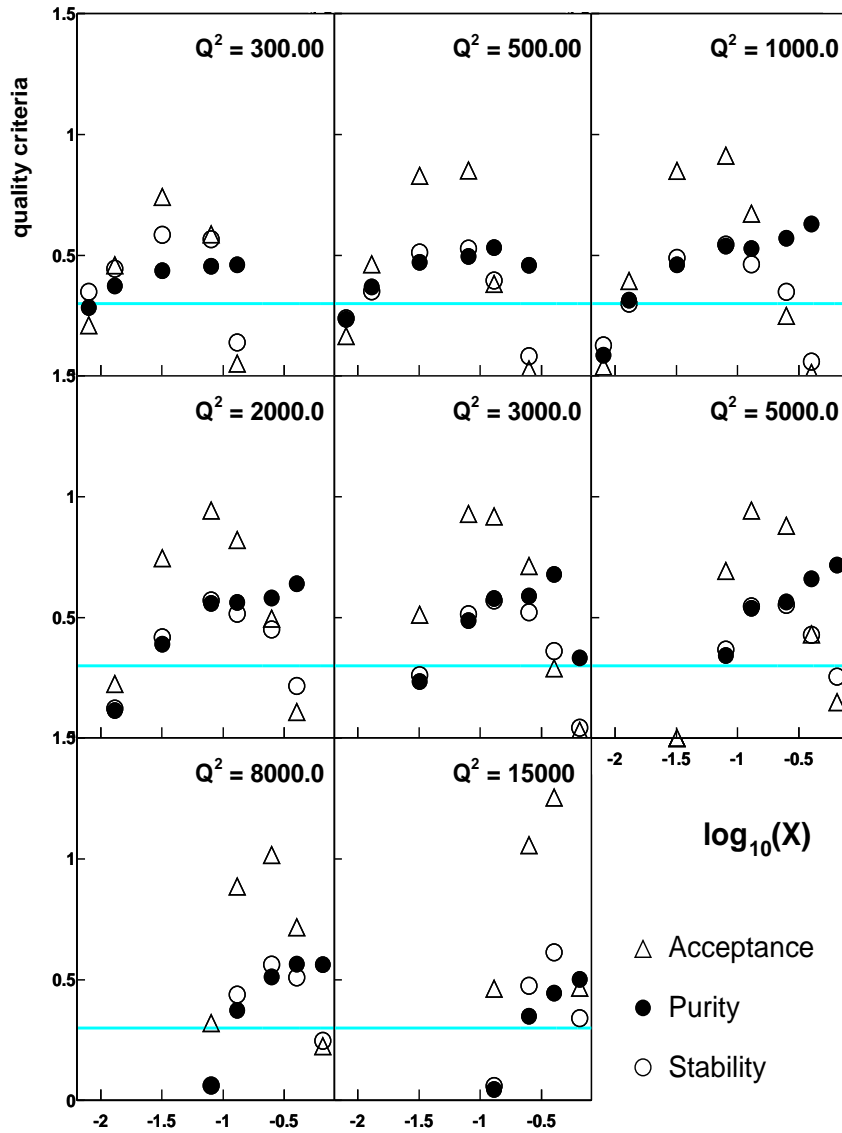 quality criteria
1.5
Q² = 300.00
Q² = 500.00
Q² = 1000.0
1
0.5
1.5
Q² = 2000.0
Q² = 3000.0
Q² = 5000.0
1
0.5
1.5
-2 -1.5 -1 -0.5
Q² = 8000.0
Q² = 15000
log₁₀(X)
1
Acceptance
0.5
Purity
Stability
0
-2 -1.5 -1 -0.5
-2 -1.5 -1 -0.5